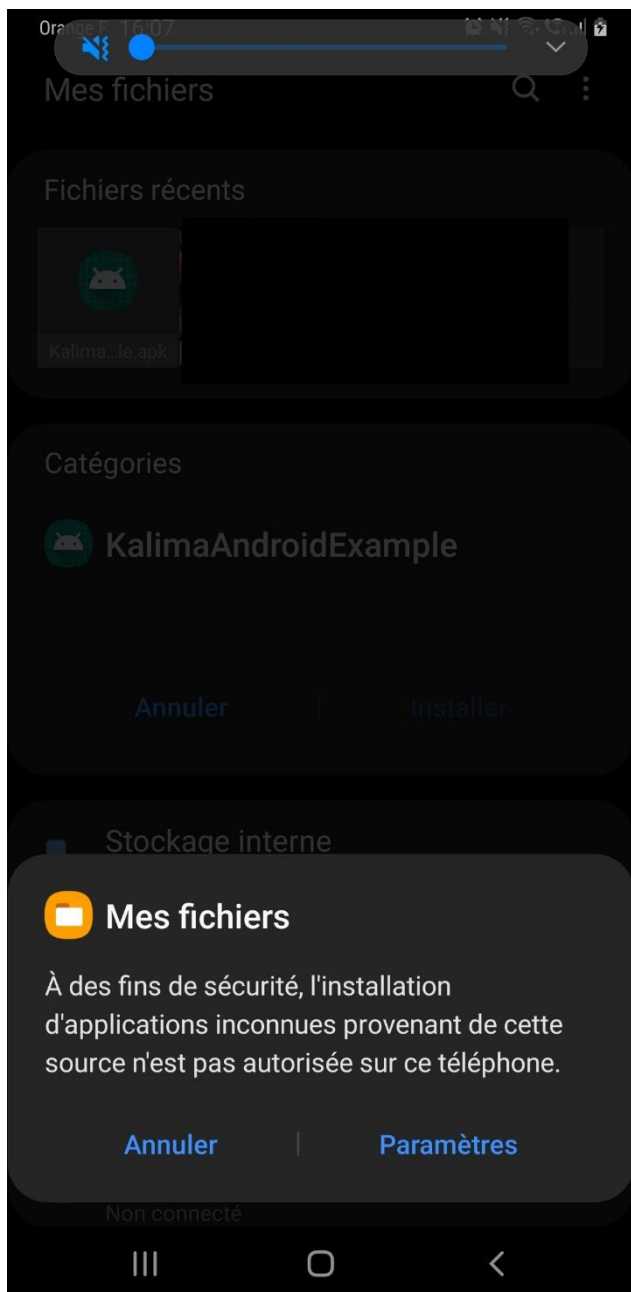 Orange F 16:07
Mes fichiers
Fichiers récents
Kalima...le.apk
Catégories
KalimaAndroidExample
Annuler
Installer
Stockage interne
Mes fichiers
À des fins de sécurité, l'installation
d'applications inconnues provenant de cette
source n'est pas autorisée sur ce téléphone.
Annuler
Paramètres
Non connecté